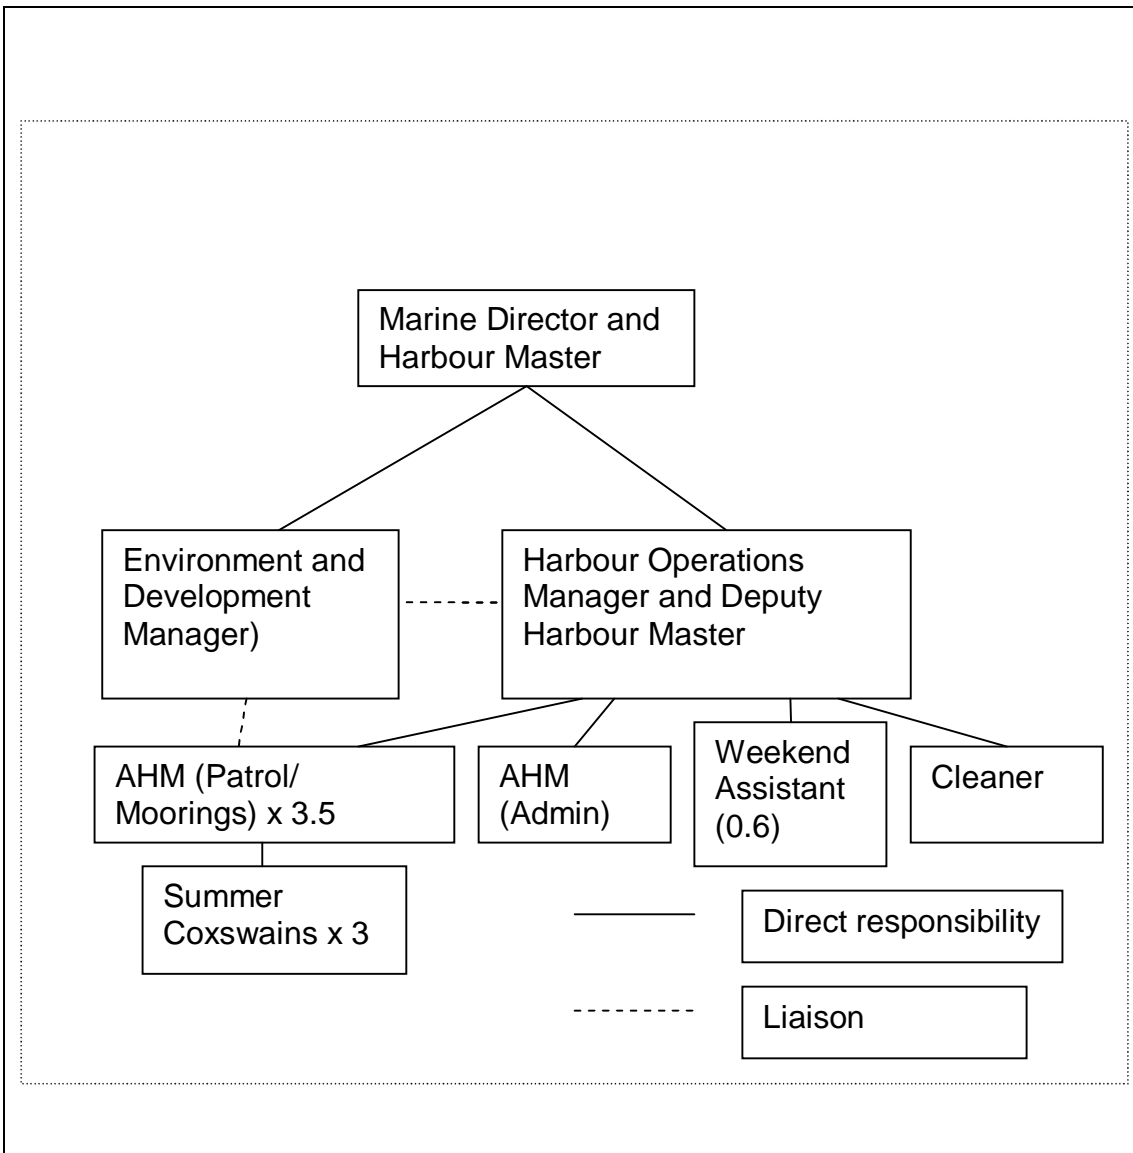 Marine Director and
Harbour Master
Environment and
Development
Manager)
Harbour Operations
Manager and Deputy
Harbour Master
AHM (Patrol/
Moorings) x 3.5
AHM
(Admin)
Weekend
Assistant
(0.6)
Cleaner
Summer
Coxswains x 3
Direct responsibility
Liaison